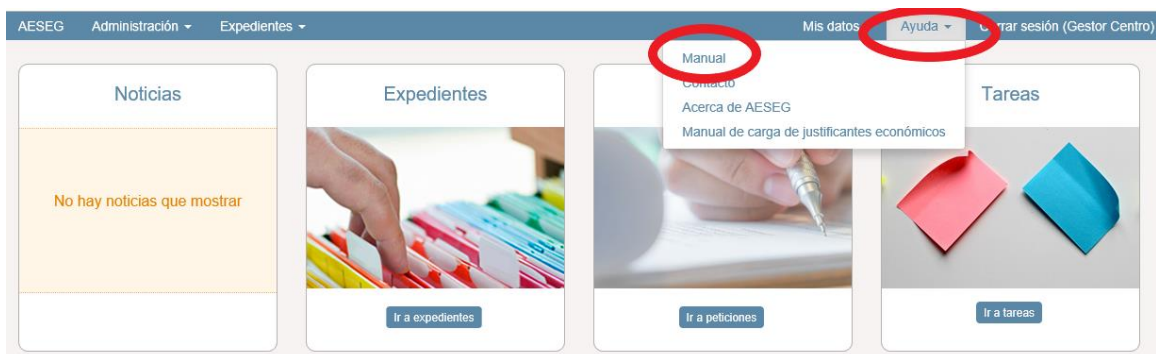 AESEG Administración Expedientes Mis datos Ayuda Cerrar sesión (Gestor Centro)
Manual
Contacto
Acerca de AESEG
Manual de carga de justificantes económicos
Noticias
No hay noticias que mostrar
Expedientes
Ir a expedientes
Ir a peticiones
Tareas
Ir a tareas